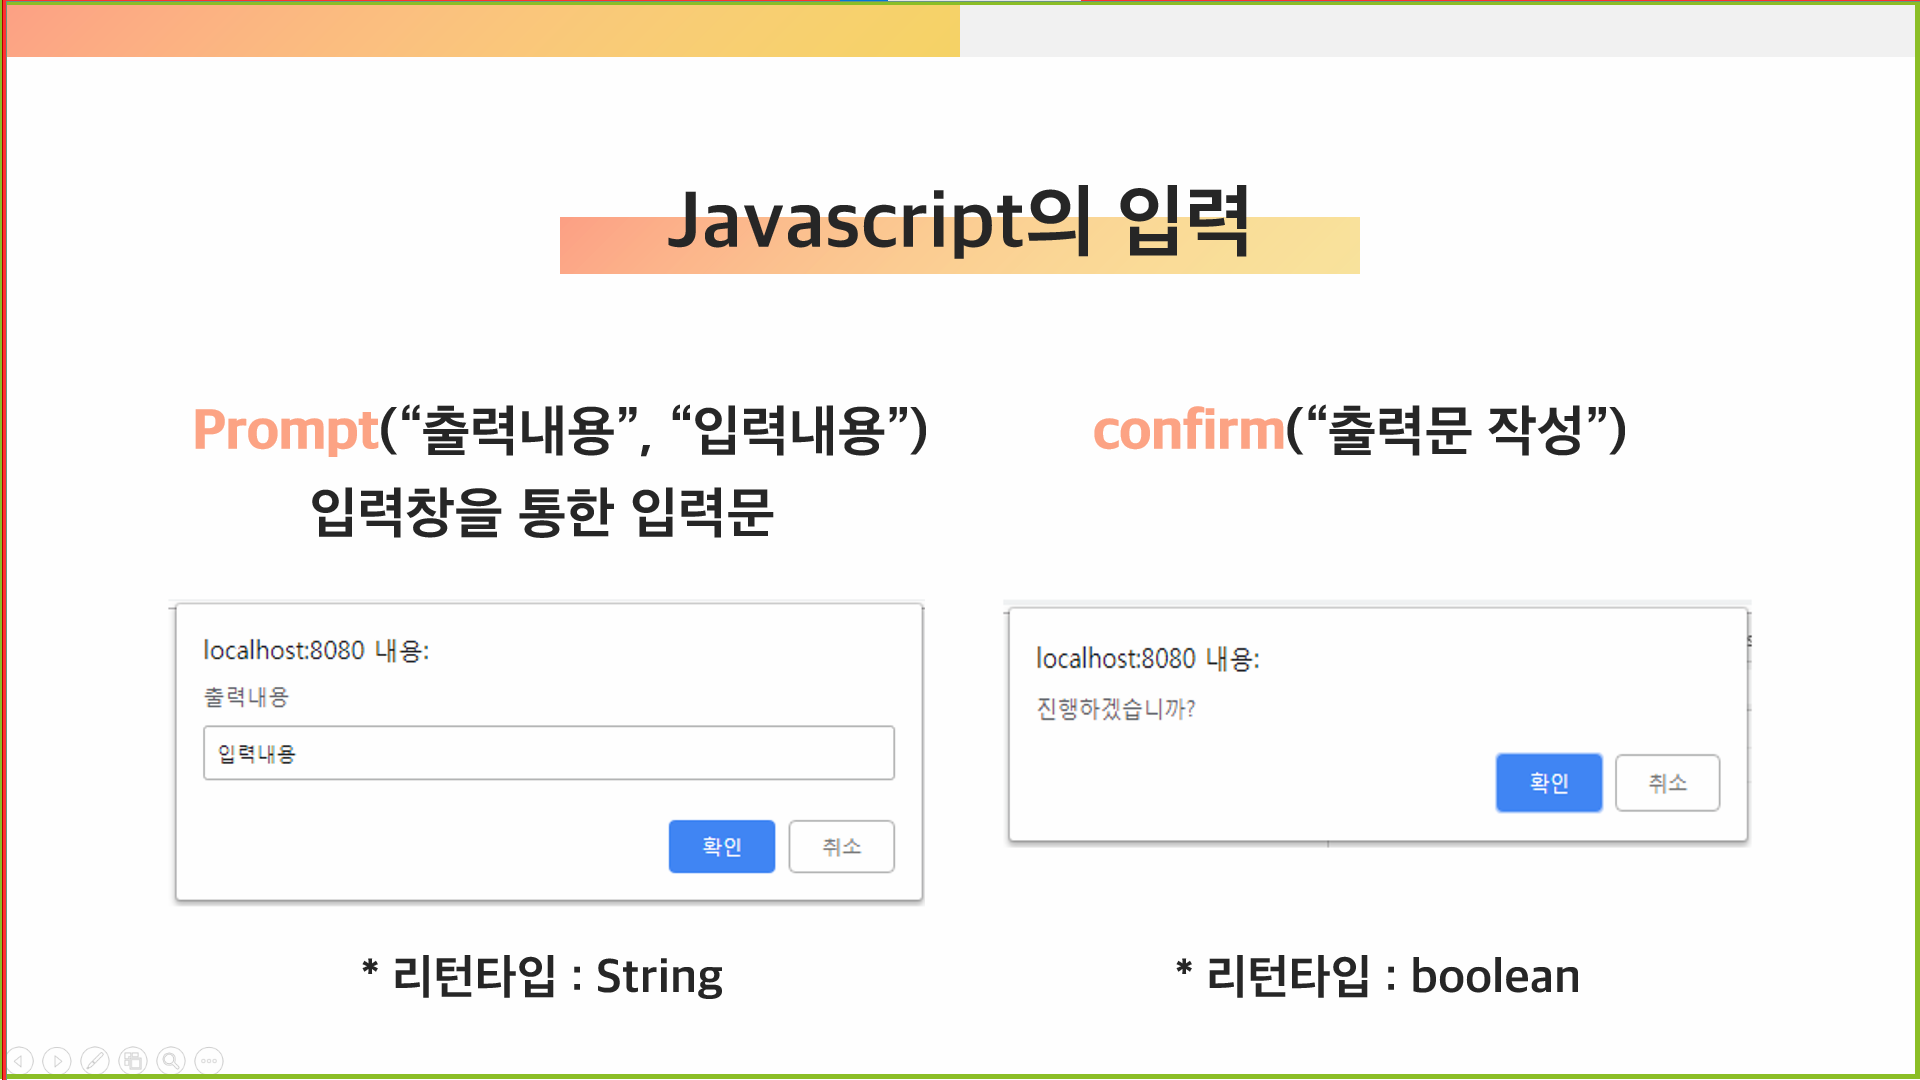 Javascript의 입력
Prompt(“출력내용”, “입력내용”)
입력창을 통한 입력문
localhost:8080 내용:
출력내용
입력내용
확인 취소
* 리턴타입 : String
confirm(“출력문 작성”)
localhost:8080 내용:
진행하겠습니까?
확인 취소
* 리턴타입 : boolean